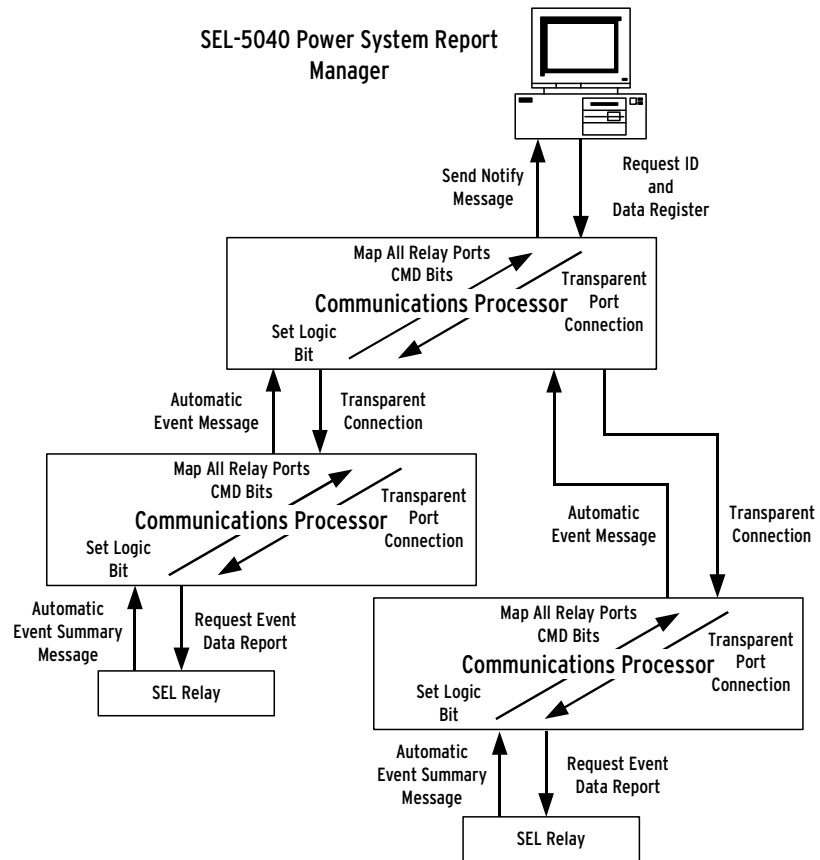 SEL-5040 Power System Report
Manager
Send Notify
Message
Request ID
and
Data Register
Map All Relay Ports
CMD Bits
Transparent
Port
Connection
Communications Processor
Set Logic
Bit
Automatic
Event Message
Transparent
Connection
Map All Relay Ports
CMD Bits
Transparent
Port
Connection
Communications Processor
Set Logic
Bit
Automatic
Event Message
Transparent
Connection
Automatic
Event Summary
Message
Request Event
Data Report
SEL Relay
Map All Relay Ports
CMD Bits
Transparent
Port
Connection
Communications Processor
Set Logic
Bit
Automatic
Event Summary
Message
Request Event
Data Report
SEL Relay